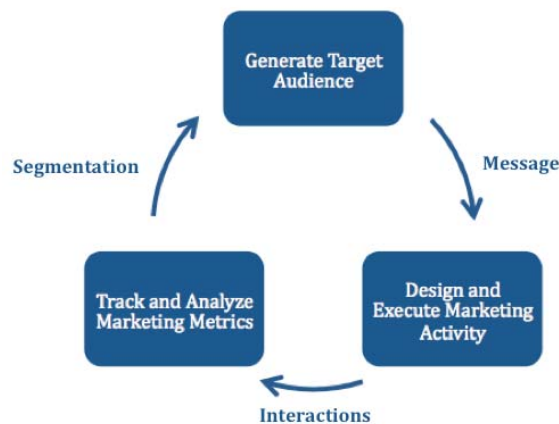 Generate Target
Audience
Segmentation
Message
Track and Analyze
Marketing Metrics
Design and
Execute Marketing
Activity
Interactions